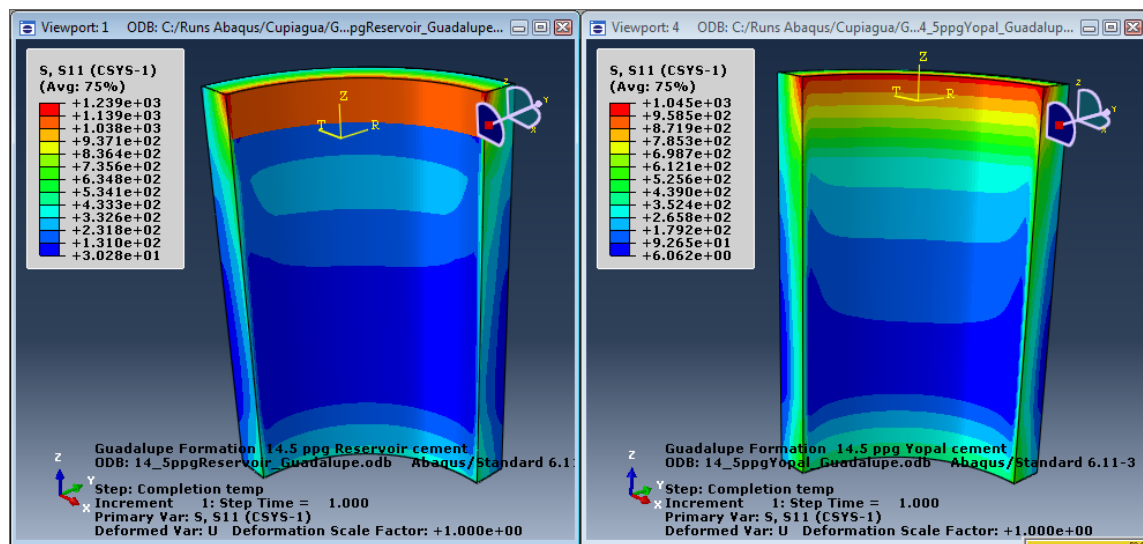 Viewport: 1 ODB: C:/Runs Abaqus/Cupiagua/G...pgReservoir_Guadalupe...
S, S11 (CSYS-1)
(Avg: 75%)
+1.239e+03
+1.139e+03
+1.038e+03
+9.371e+02
+8.364e+02
+7.356e+02
+6.348e+02
+5.341e+02
+4.333e+02
+3.326e+02
+2.318e+02
+1.310e+02
+3.028e+01
Z
T R
Z
Y
X
Guadalupe Formation 14.5 ppg Reservoir cement
ODB: 14_5ppgReservoir_Guadalupe.odb Abaqus/Standard 6.11
Z
Y
X
Step: Completion temp
Increment 1: Step Time = 1.000
Primary Var: S, S11 (CSYS-1)
Deformed Var: U Deformation Scale Factor: +1.000e+00
Viewport: 4 ODB: C:/Runs Abaqus/Cupiagua/G...4_5ppgYopal_Guadalup...
S, S11 (CSYS-1)
(Avg: 75%)
+1.045e+03
+9.585e+02
+8.719e+02
+7.853e+02
+6.987e+02
+6.121e+02
+5.256e+02
+4.390e+02
+3.524e+02
+2.658e+02
+1.792e+02
+9.265e+01
+6.062e+00
Z
T R
Z
Y
X
Guadalupe Formation 14.5 ppg Yopal cement
ODB: 14_5ppgYopal_Guadalupe.odb Abaqus/Standard 6.11-3
Z
Y
X
Step: Completion temp
Increment 1: Step Time = 1.000
Primary Var: S, S11 (CSYS-1)
Deformed Var: U Deformation Scale Factor: +1.000e+00